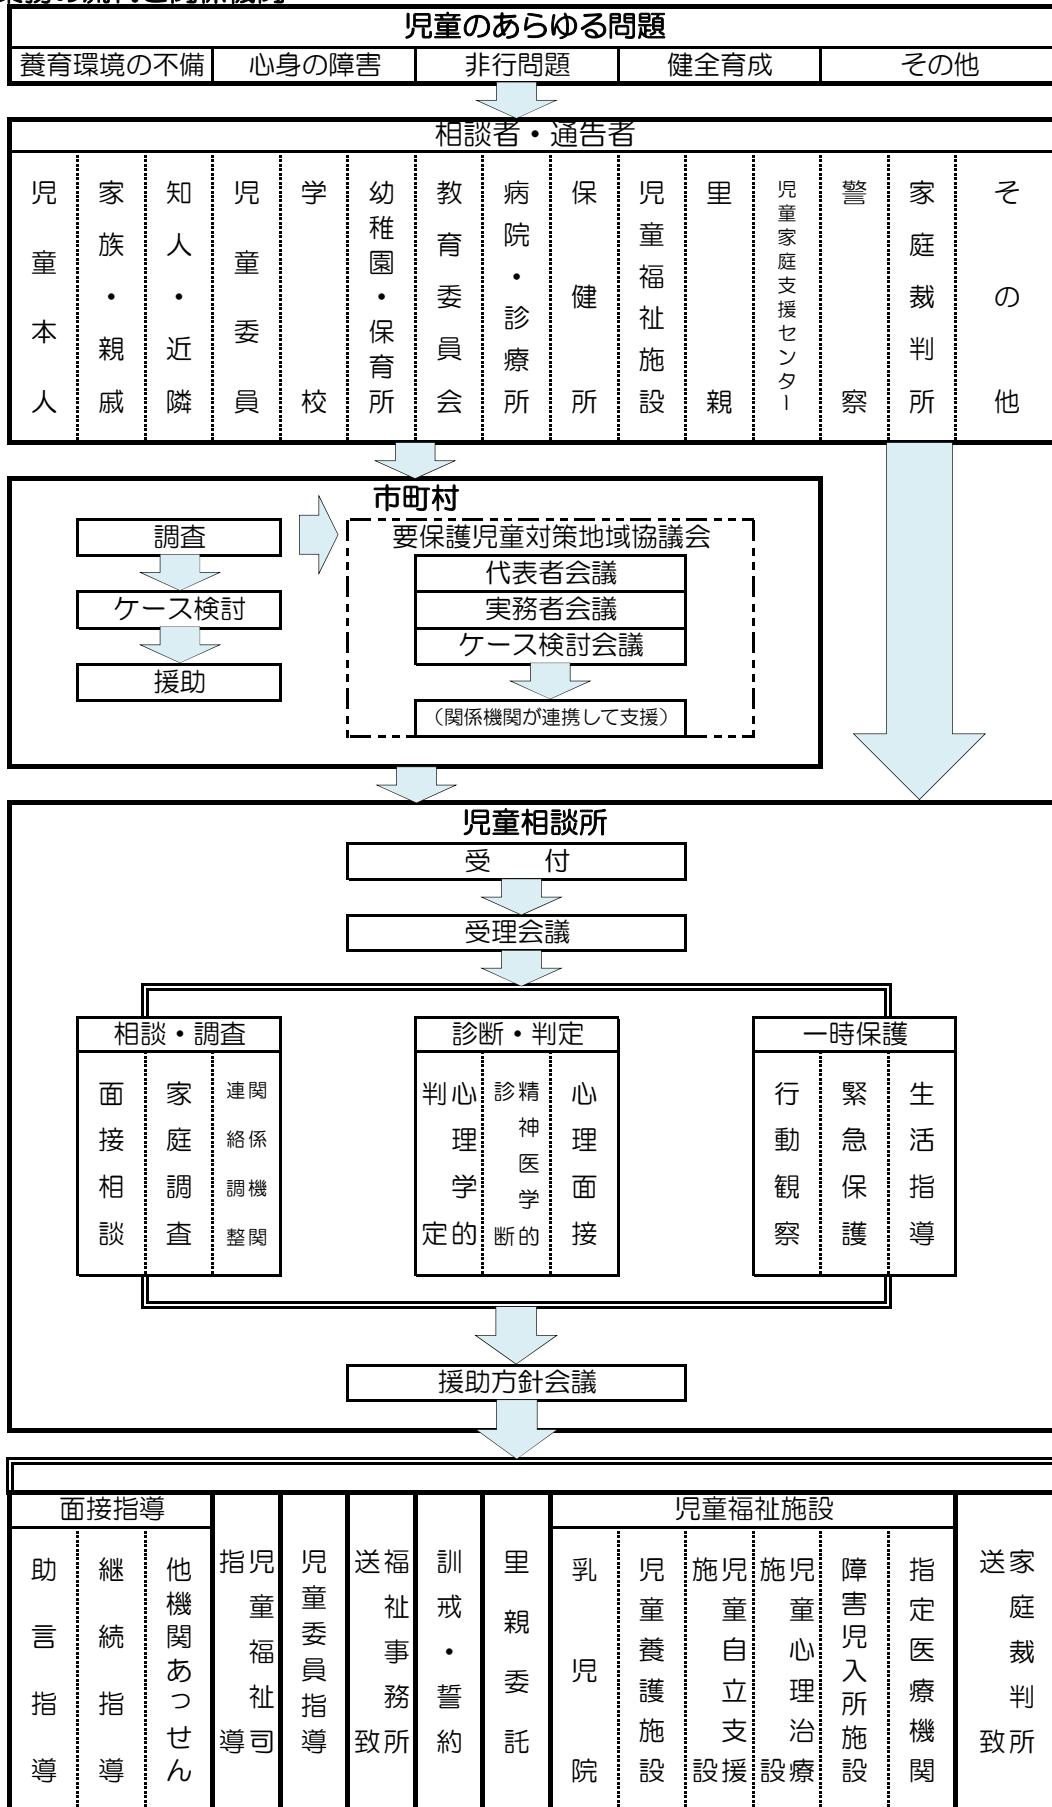 児童のあらゆる問題
養育環境の不備
心身の障害
非行問題
健全育成
その他
相談者・通告者
児童本人
家族・親戚
知人・近隣
児童委員
学校
幼稚園・保育所
教育委員会
病院・診療所
保健所
児童福祉施設
里親
児童家庭支援センター
警察
家庭裁判所
その他
市町村
調査
ケース検討
援助
要保護児童対策地域協議会
代表者会議
実務者会議
ケース検討会議
(関係機関が連携して支援)
児童相談所
受 付
受理会議
相談・調査
面接相談
家庭調査
関係機関
連絡調整
診断・判定
心理学的
判定
精神医学的
診断
心理面接
一時保護
行動観察
緊急保護
生活指導
援助方針会議
面接指導
助言指導
継続指導
他機関あっせん
児童福祉司
指導
児童委員指導
福祉事務所
送致
訓戒・誓約
里親委託
児童福祉施設
乳児院
児童養護施設
児童自立支援
施設
児童心理治療
施設
障害児入所施設
指定医療機関
家庭裁判所
送致